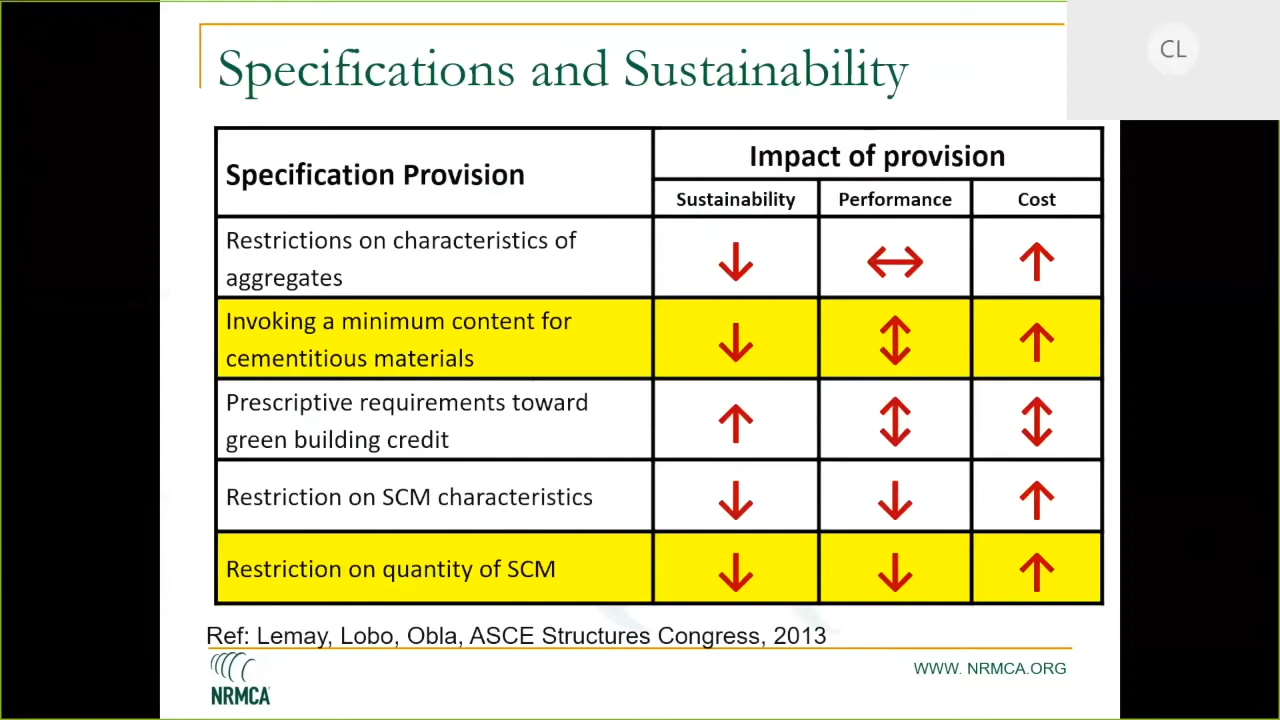 CL
Specifications and Sustainability
Specification Provision
Impact of provision
Sustainability Performance Cost
Restrictions on characteristics of
aggregates
↓ ↔ ↑
Invoking a minimum content for
cementitious materials
↓ ↕ ↑
Prescriptive requirements toward
green building credit
↑ ↕ ↕
Restriction on SCM characteristics
↓ ↓ ↑
Restriction on quantity of SCM
↓ ↓ ↑
Ref: Lemay, Lobo, Obla, ASCE Structures Congress, 2013
NRMCA
WWW. NRMCA.ORG